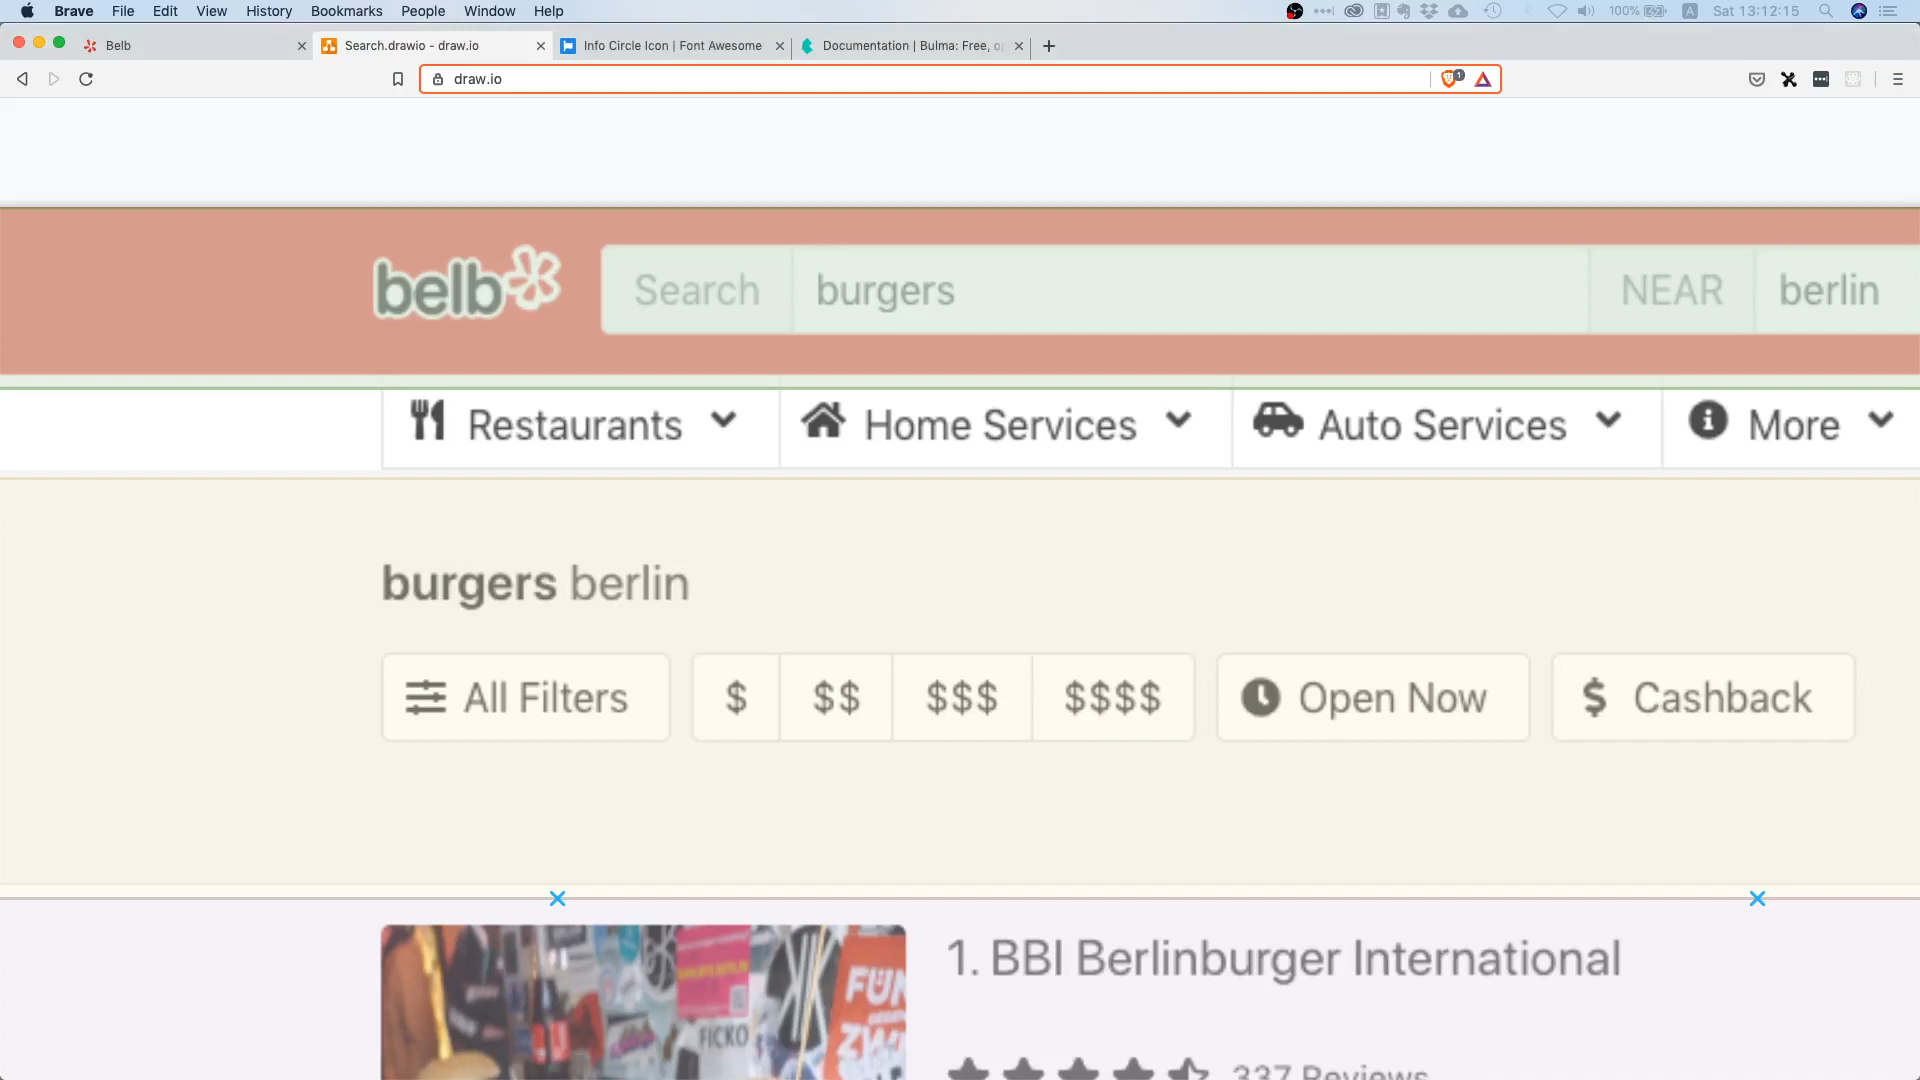 Brave File Edit View History Bookmarks People Window Help 100% A Sat 13:12:15
Belb Search.drawio - draw.io Info Circle Icon | Font Awesome Documentation | Bulma: Free, o
draw.io 1
belb Search burgers NEAR berlin
Restaurants Home Services Auto Services More
burgers berlin
All Filters $ $$ $$$ $$$$ Open Now $ Cashback
1. BBI Berlinburger International
FICKO
337 Reviews